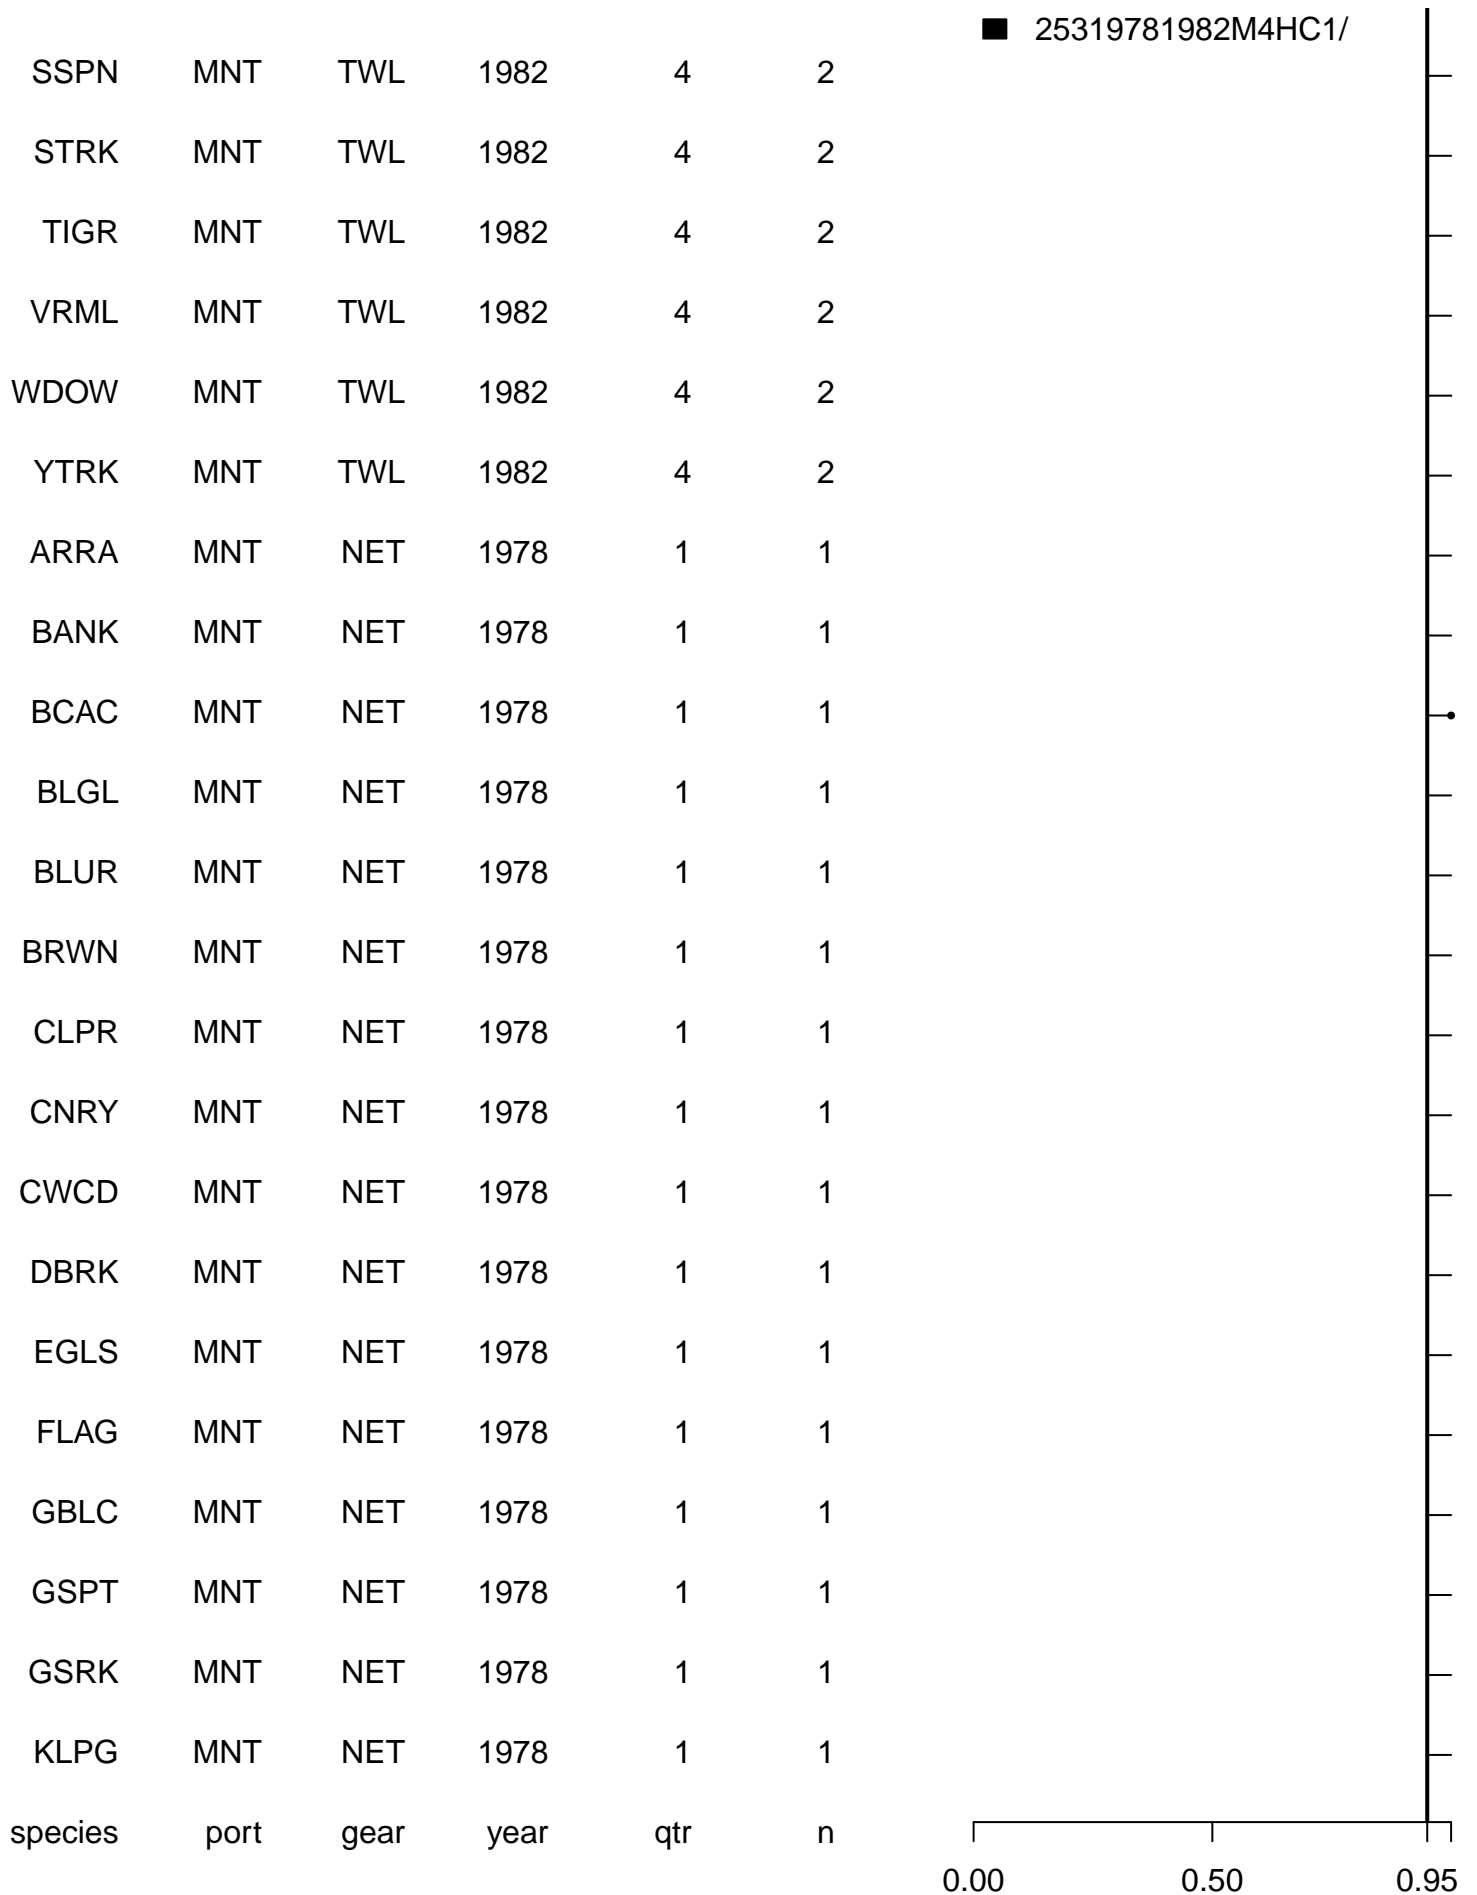 25319781982M4HC1/
SSPN MNT TWL 1982 4 2
STRK MNT TWL 1982 4 2
TIGR MNT TWL 1982 4 2
VRML MNT TWL 1982 4 2
WDOW MNT TWL 1982 4 2
YTRK MNT TWL 1982 4 2
ARRA MNT NET 1978 1 1
BANK MNT NET 1978 1 1
BCAC MNT NET 1978 1 1
BLGL MNT NET 1978 1 1
BLUR MNT NET 1978 1 1
BRWN MNT NET 1978 1 1
CLPR MNT NET 1978 1 1
CNRY MNT NET 1978 1 1
CWCD MNT NET 1978 1 1
DBRK MNT NET 1978 1 1
EGLS MNT NET 1978 1 1
FLAG MNT NET 1978 1 1
GBLC MNT NET 1978 1 1
GSPT MNT NET 1978 1 1
GSRK MNT NET 1978 1 1
KLPG MNT NET 1978 1 1
species port gear year qtr n
0.00 0.50 0.95